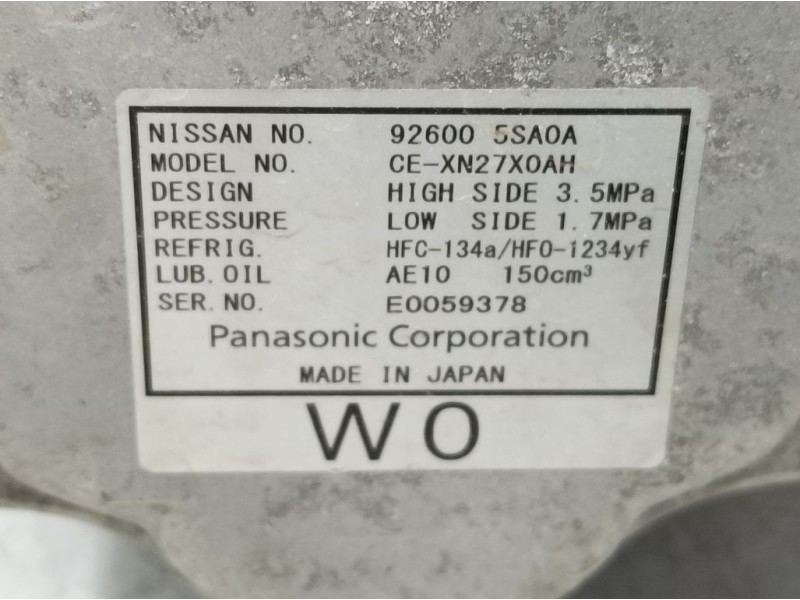 NISSAN NO. 92600 5SA0A
MODEL NO. CE-XN27X0AH
DESIGN HIGH SIDE 3.5MPa
PRESSURE LOW SIDE 1.7MPa
REFRIG. HFC-134a/HFO-1234yf
LUB.OIL AE10 150cm³
SER.NO. E0059378
Panasonic Corporation
MADE IN JAPAN
W0